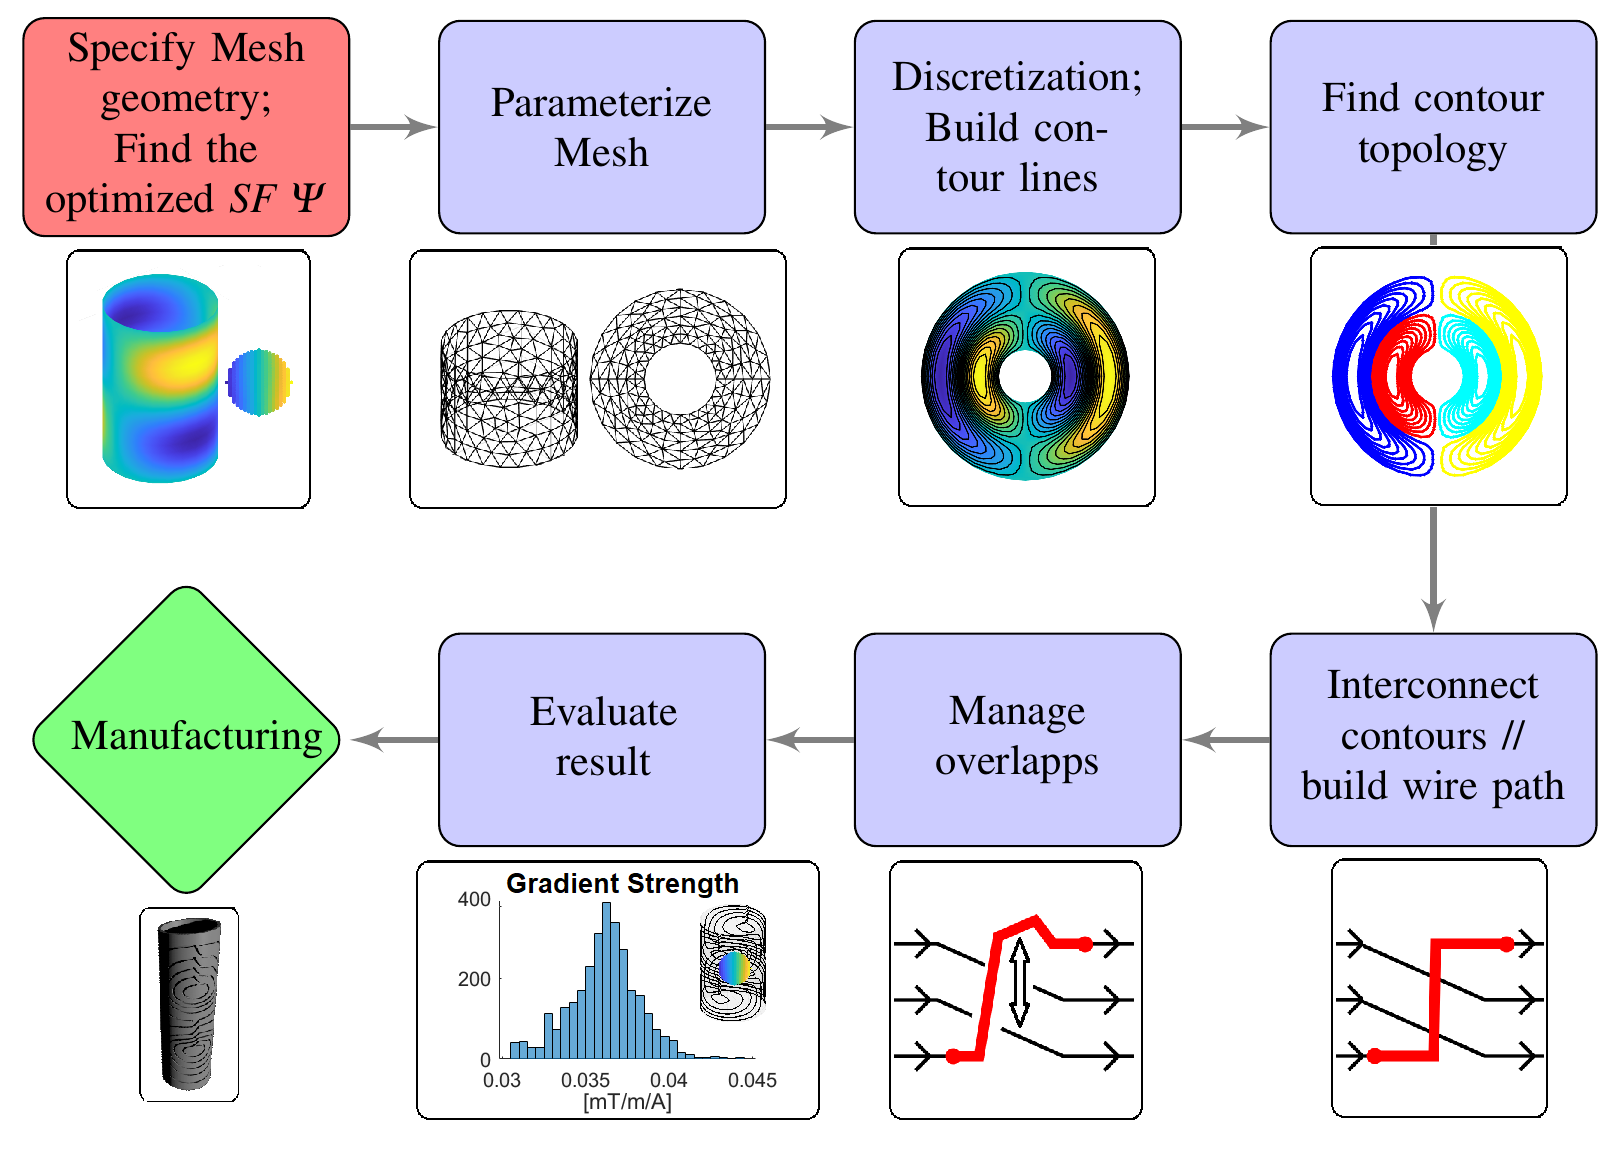 Specify Mesh
geometry;
Find the
optimized SF Ψ
Parameterize
Mesh
Discretization;
Build con-
tour lines
Find contour
topology
Interconnect
contours //
build wire path
Manage
overlapps
Evaluate
result
Manufacturing
Gradient Strength
400
200
0
0.03 0.035 0.04 0.045
[mT/m/A]